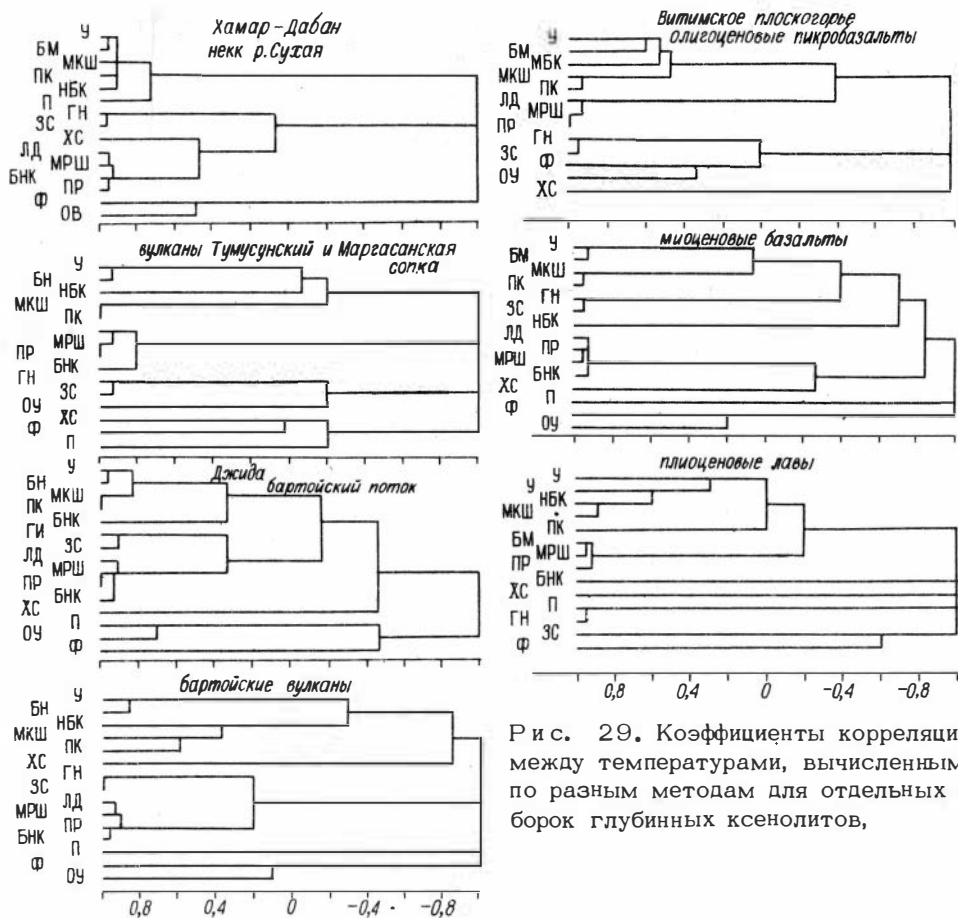 Хамар-Дабан
некк р.Сухая
У
БМ
МКШ
ПК
НБК
П
ГН
ЗС
ХС
ЛД
МРШ
БНК
ПР
Ф
ОВ
вулканы Тумусунский и Маргасанская
сопка
У
БН
НБК
МКШ
ПК
МРШ
ПР
БНК
ГН
ЗС
ОУ
ХС
Ф
П
Джида
бартойский поток
У
БН
МКШ
ПК
БНК
ГИ
ЗС
ЛД
МРШ
ПР
БНК
ХС
П
ОУ
Ф
бартойские вулканы
У
БН
НБК
МКШ
ПК
ХС
ГН
ЗС
ЛД
МРШ
ПР
БНК
П
Ф
ОУ
0,8 0,4 0 -0,4 -0,8
Витимское плоскогорье
олигоценовые пикробазальты
У
БМ
МБК
МКШ
ПК
ЛД
МРШ
ПР
ГН
ЗС
Ф
ОУ
ХС
миоценовые базальты
У
БМ
МКШ
ПК
ГН
ЗС
НБК
ЛД
ПР
МРШ
БНК
ХС
П
Ф
ОУ
плиоценовые лавы
У
У
НБК
МКШ
ПК
БМ
МРШ
ПР
БНК
ХС
П
ГН
ЗС
Ф
0,8 0,4 0 -0,4 -0,8
Рис. 29. Коэффициенты корреляци
между температурами, вычисленным
по разным методам для отдельных
борок глубинных ксенолитов,